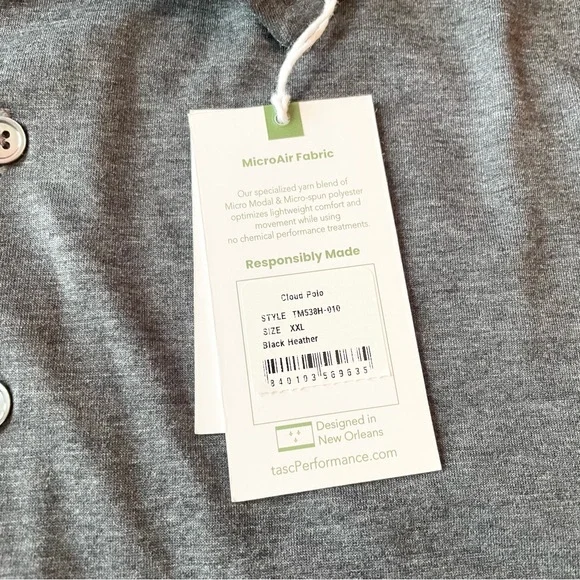 MicroAir Fabric
Our specialized yarn blend of
Micro Modal & Micro-spun polyester
optimizes lightweight comfort and
movement while using
no chemical performance treatments.
Responsibly Made
Cloud Polo
STYLE TM538H-010
SIZE XXL
Black Heather
840193569635
Designed in
New Orleans
tascPerformance.com